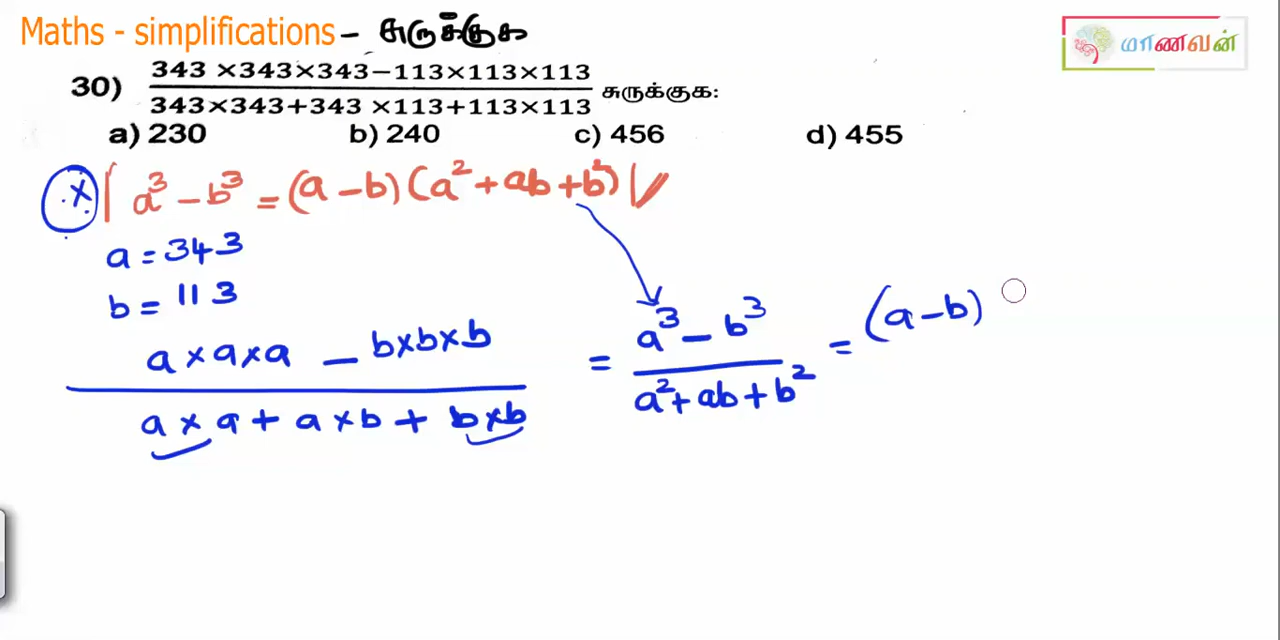 Maths - simplifications - சுருக்குக
மாணவன்
30) 343 ×343×343−113×113×113
343×343+343 ×113+113×113 சுருக்குக:
a) 230 b) 240 c) 456 d) 455
.x a³ - b³ = (a - b) (a² + ab + b²)
a = 343
b = 113
a × a × a - b×b×b = a³ - b³ = (a - b)
a × a + a × b + b×b a² + ab + b²